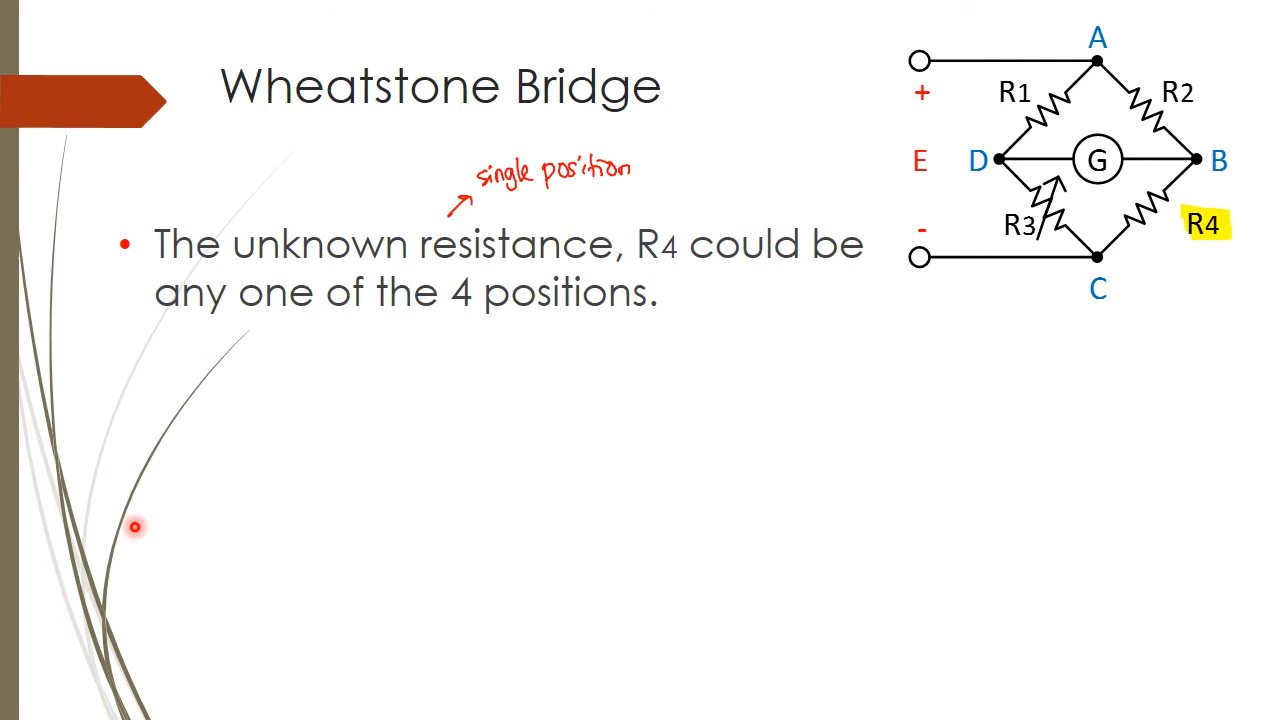 Wheatstone Bridge
single position
• The unknown resistance, R4 could be
any one of the 4 positions.
A
+
R1
R2
E
D
G
B
-
R3
R4
C